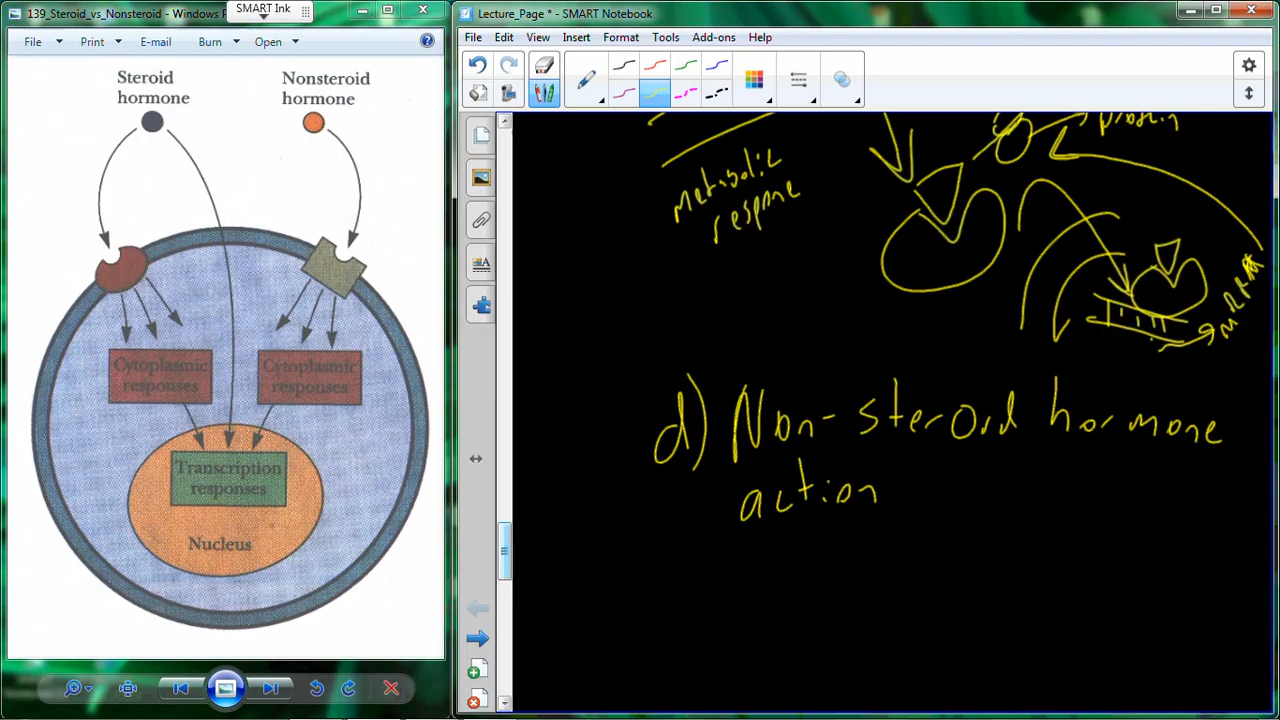 139_Steroid_vs_Nonsteroid - Windows P
SMART Ink
File Print E-mail Burn Open
Steroid
hormone
Nonsteroid
hormone
Cytoplasmic
responses
Cytoplasmic
responses
Transcription
responses
Nucleus
Lecture_Page * - SMART Notebook
File Edit View Insert Format Tools Add-ons Help
protein
metabolic
response
mRNA
d) Non-steroid hormone
action